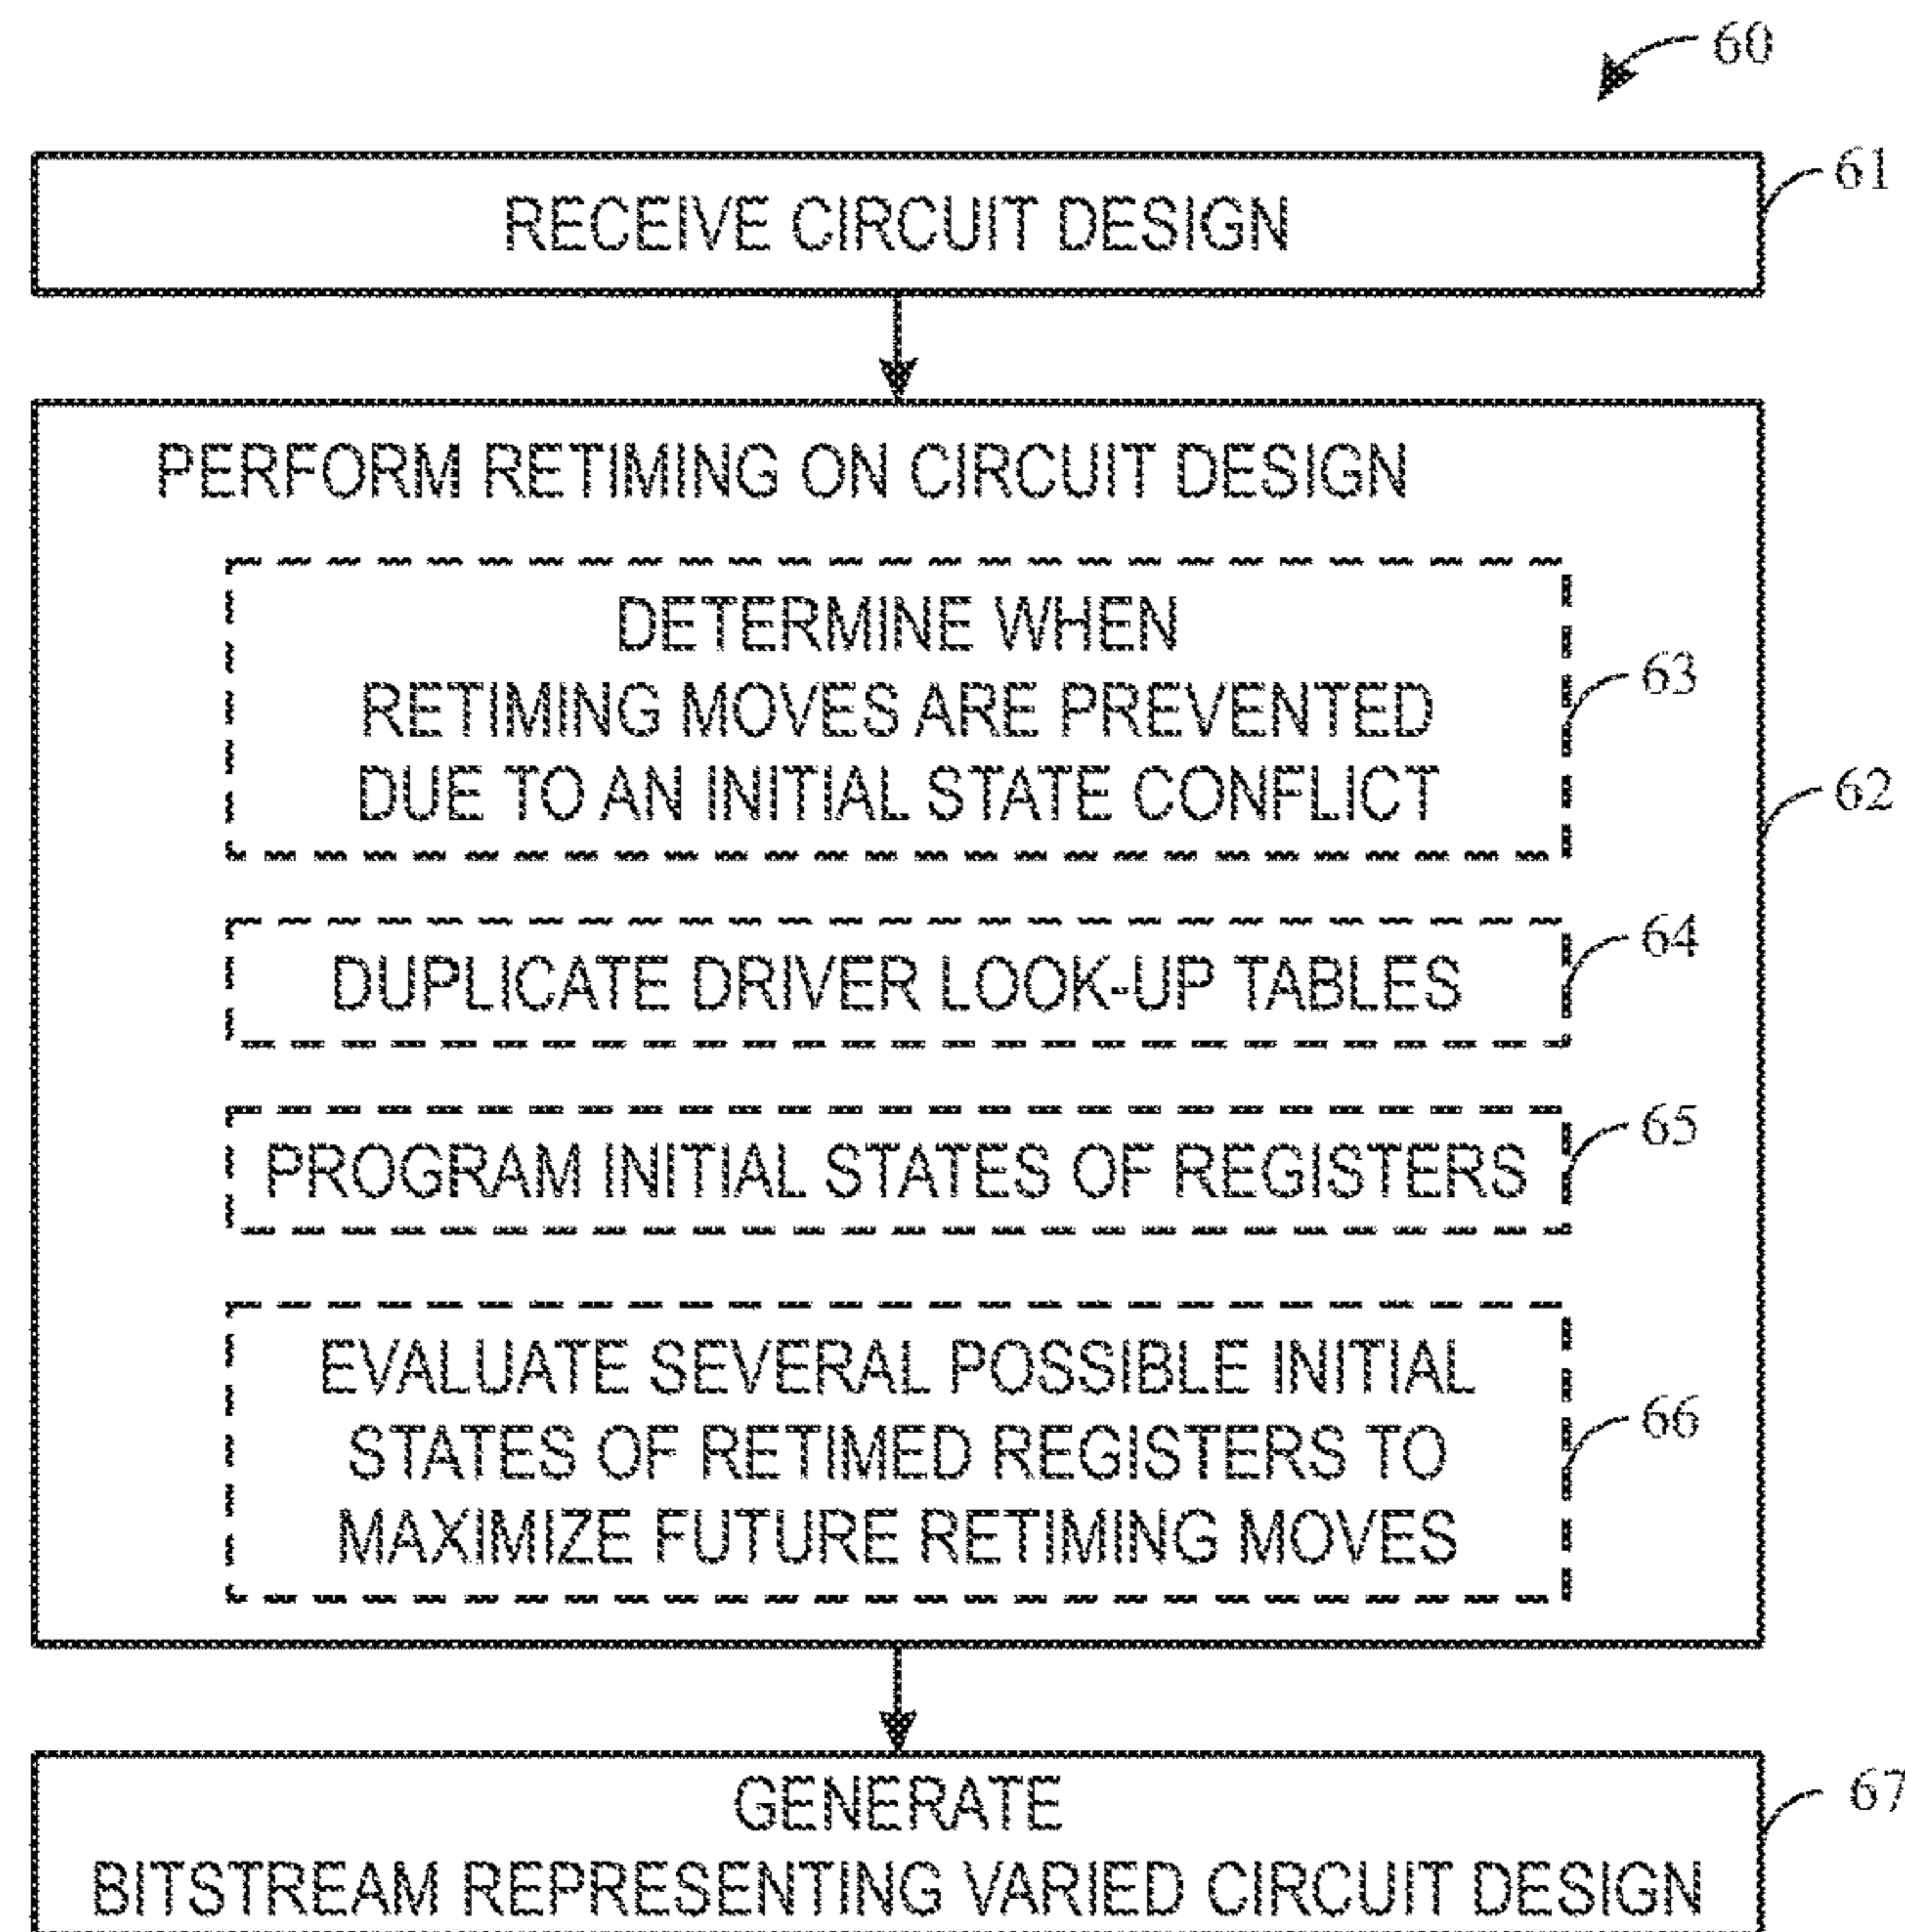 60
RECEIVE CIRCUIT DESIGN
61
PERFORM RETIMING ON CIRCUIT DESIGN
DETERMINE WHEN
RETIMING MOVES ARE PREVENTED
DUE TO AN INITIAL STATE CONFLICT
63
62
DUPLICATE DRIVER LOOK-UP TABLES
64
PROGRAM INITIAL STATES OF REGISTERS
65
EVALUATE SEVERAL POSSIBLE INITIAL
STATES OF RETIMED REGISTERS TO
MAXIMIZE FUTURE RETIMING MOVES
66
GENERATE
BITSTREAM REPRESENTING VARIED CIRCUIT DESIGN
67